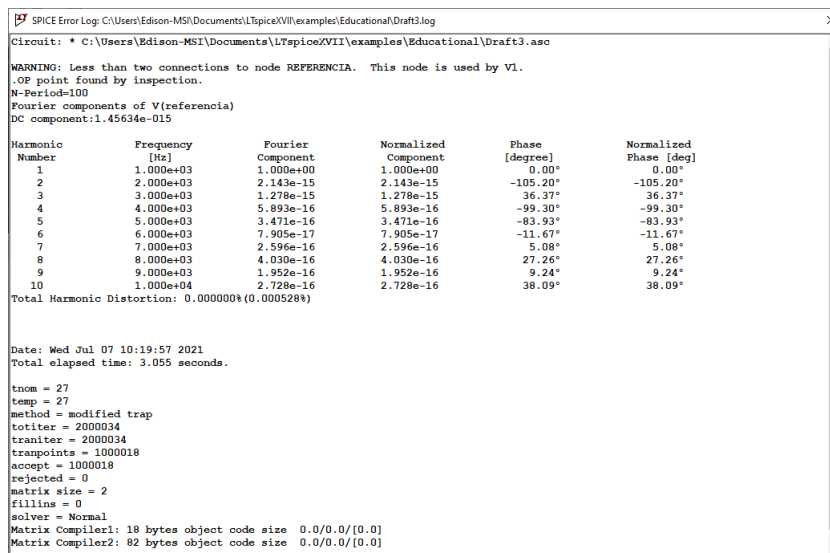 SPICE Error Log: C:\Users\Edison-MSI\Documents\LTspiceXVII\examples\Educational\Draft3.log
Circuit: * C:\Users\Edison-MSI\Documents\LTspiceXVII\examples\Educational\Draft3.asc
WARNING: Less than two connections to node REFERENCIA.  This node is used by V1.
.OP point found by inspection.
N-Period=100
Fourier components of V(referencia)
DC component:1.45634e-015
Harmonic Frequency Fourier Normalized Phase Normalized
Number [Hz] Component Component [degree] Phase [deg]
1 1.000e+03 1.000e+00 1.000e+00 0.00° 0.00°
2 2.000e+03 2.143e-15 2.143e-15 -105.20° -105.20°
3 3.000e+03 1.278e-15 1.278e-15 36.37° 36.37°
4 4.000e+03 5.893e-16 5.893e-16 -99.30° -99.30°
5 5.000e+03 3.471e-16 3.471e-16 -83.93° -83.93°
6 6.000e+03 7.905e-17 7.905e-17 -11.67° -11.67°
7 7.000e+03 2.596e-16 2.596e-16 5.08° 5.08°
8 8.000e+03 4.030e-16 4.030e-16 27.26° 27.26°
9 9.000e+03 1.952e-16 1.952e-16 9.24° 9.24°
10 1.000e+04 2.728e-16 2.728e-16 38.09° 38.09°
Total Harmonic Distortion: 0.000000%(0.000528%)
Date: Wed Jul 07 10:19:57 2021
Total elapsed time: 3.055 seconds.
tnom = 27
temp = 27
method = modified trap
totiter = 2000034
traniter = 2000034
tranpoints = 1000018
accept = 1000018
rejected = 0
matrix size = 2
fillins = 0
solver = Normal
Matrix Compiler1: 18 bytes object code size  0.0/0.0/[0.0]
Matrix Compiler2: 82 bytes object code size  0.0/0.0/[0.0]